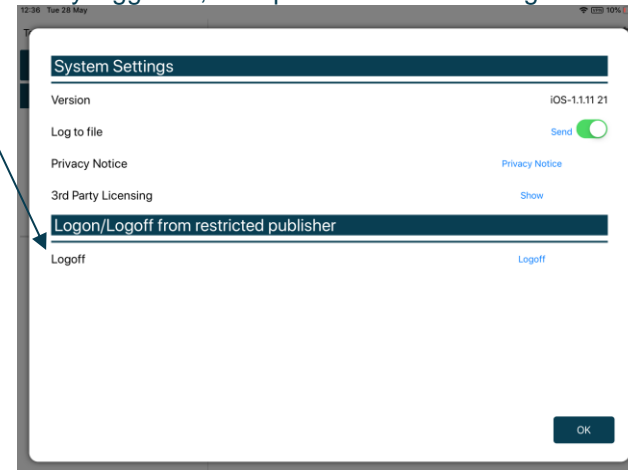 12:36 Tue 28 May
10%
System Settings
Version iOS-1.1.11 21
Log to file Send
Privacy Notice Privacy Notice
3rd Party Licensing Show
Logon/Logoff from restricted publisher
Logoff Logoff
OK